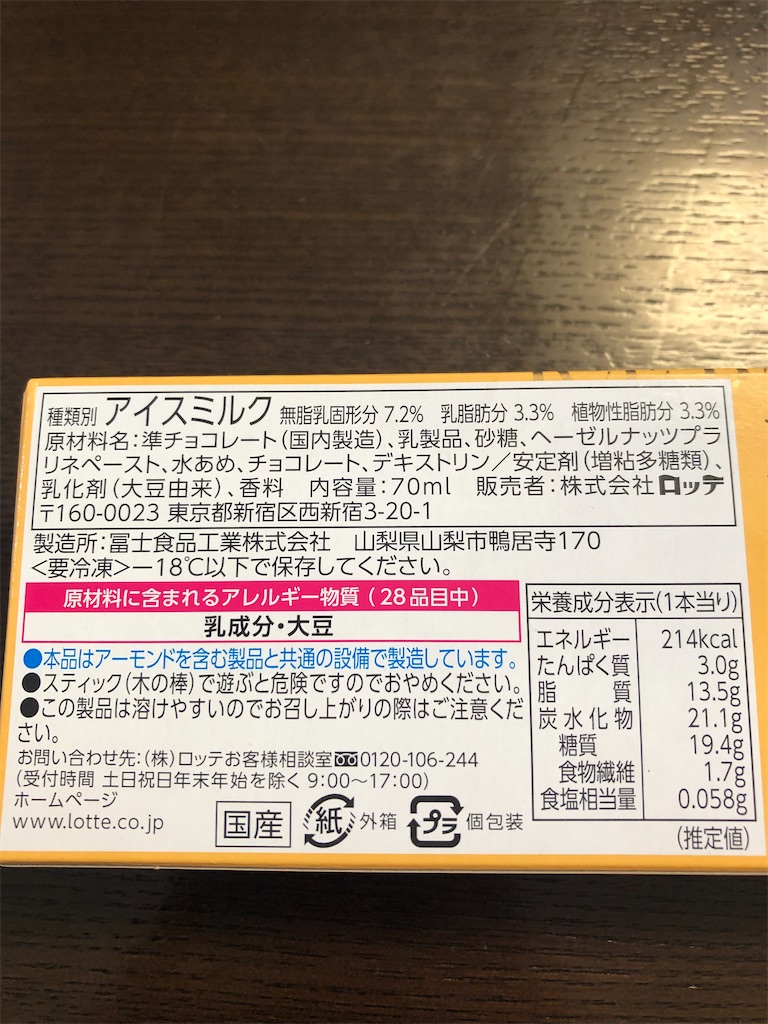 種類別 アイスミルク 無脂乳固形分 7.2% 乳脂肪分 3.3% 植物性脂肪分 3.3%
原材料名:準チョコレート(国内製造)、乳製品、砂糖、ヘーゼルナッツプラ
リネペースト、水あめ、チョコレート、デキストリン／安定剤(増粘多糖類)、
乳化剤(大豆由来)、香料 内容量:70ml 販売者:株式会社ロッテ
〒160-0023 東京都新宿区西新宿3-20-1
製造所:冨士食品工業株式会社 山梨県山梨市鴨居寺170
<要冷凍>−18℃以下で保存してください。
原材料に含まれるアレルギー物質(28品目中)
乳成分・大豆
●本品はアーモンドを含む製品と共通の設備で製造しています。
●スティック(木の棒)で遊ぶと危険ですのでおやめください。
●この製品は溶けやすいのでお召し上がりの際はご注意くだ
さい。
お問い合わせ先:(株)ロッテお客様相談室 0120-106-244
(受付時間 土日祝日年末年始を除く 9:00〜17:00)
ホームページ
www.lotte.co.jp
国産 紙 外箱 プラ 個包装
栄養成分表示(1本当り)
エネルギー 214kcal
たんぱく質 3.0g
脂質 13.5g
炭水化物 21.1g
糖質 19.4g
食物繊維 1.7g
食塩相当量 0.058g
(推定値)